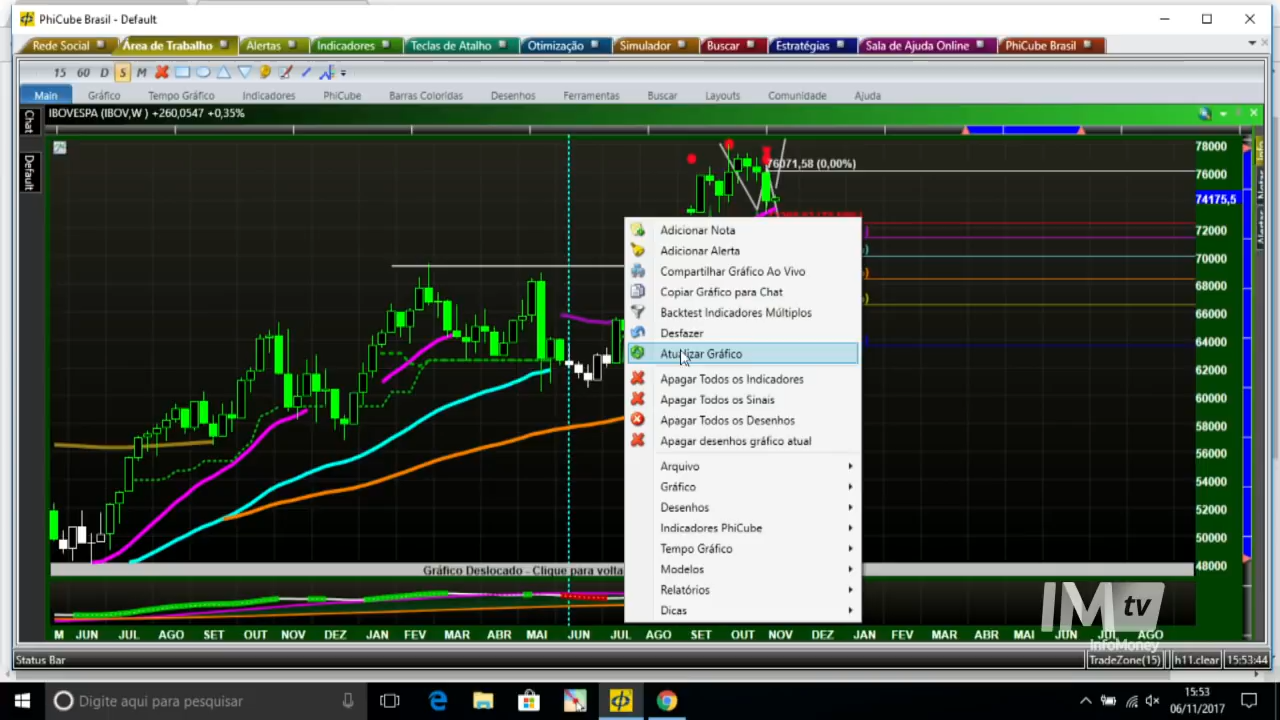 PhiCube Brasil - Default
Rede Social Área de Trabalho Alertas Indicadores Teclas de Atalho Otimização Simulador Buscar Estratégias Sala de Ajuda Online PhiCube Brasil
15 60 D S M
Main Gráfico Tempo Gráfico Indicadores PhiCube Barras Coloridas Desenhos Ferramentas Buscar Layouts Comunidade Ajuda
Chat
Default
IBOVESPA (IBOV,W ) +260,0547 +0,35%
76071,58 (0,00%)
78000
76000
74175,5
72000
70000
68000
66000
64000
62000
60000
58000
56000
54000
52000
50000
48000
Adicionar Nota
Adicionar Alerta
Compartilhar Gráfico Ao Vivo
Copiar Gráfico para Chat
Backtest Indicadores Múltiplos
Desfazer
Atualizar Gráfico
Apagar Todos os Indicadores
Apagar Todos os Sinais
Apagar Todos os Desenhos
Apagar desenhos gráfico atual
Arquivo
Gráfico
Desenhos
Indicadores PhiCube
Tempo Gráfico
Modelos
Relatórios
Dicas
Gráfico Deslocado - Clique para volta
M JUN JUL AGO SET OUT NOV DEZ JAN FEV MAR ABR MAI JUN JUL AGO SET OUT NOV DEZ JAN FEV MAR ABR MAI JUN JUL AGO
IM tv
InfoMoney
Status Bar TradeZone(15) h11.clear 15:53:44
Digite aqui para pesquisar
15:53
06/11/2017